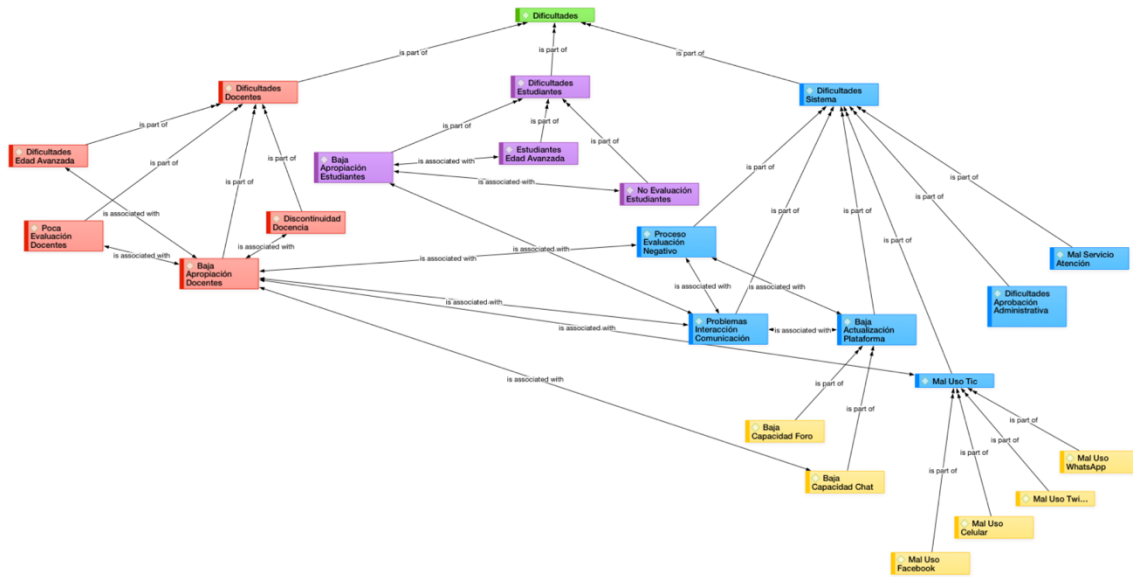 Dificultades
is part of
is part of
is part of
Dificultades
Docentes
Dificultades
Estudiantes
Dificultades
Sistema
is part of
is part of
is part of
is part of
is part of
is part of
is part of
is part of
is part of
is part of
is part of
is part of
is part of
Dificultades
Edad Avanzada
Baja
Apropiación
Estudiantes
is associated with
Estudiantes
Edad Avanzada
is associated with
No Evaluación
Estudiantes
is associated with
Poca
Evaluación
Docentes
Discontinuidad
Docencia
is associated with
is associated with
Baja
Apropiación
Docentes
Proceso
Evaluación
Negativo
is associated with
is associated with
Mal Servicio
Atención
is associated with
is associated with
is associated with
Dificultades
Aprobación
Administrativa
Problemas
Interacción
Comunicación
is associated with
Baja
Actualización
Plataforma
is associated with
is associated with
Mal Uso Tic
is part of
is part of
is part of
is part of
is part of
is part of
Baja
Capacidad Foro
Baja
Capacidad Chat
Mal Uso
WhatsApp
Mal Uso Twi...
Mal Uso
Celular
Mal Uso
Facebook